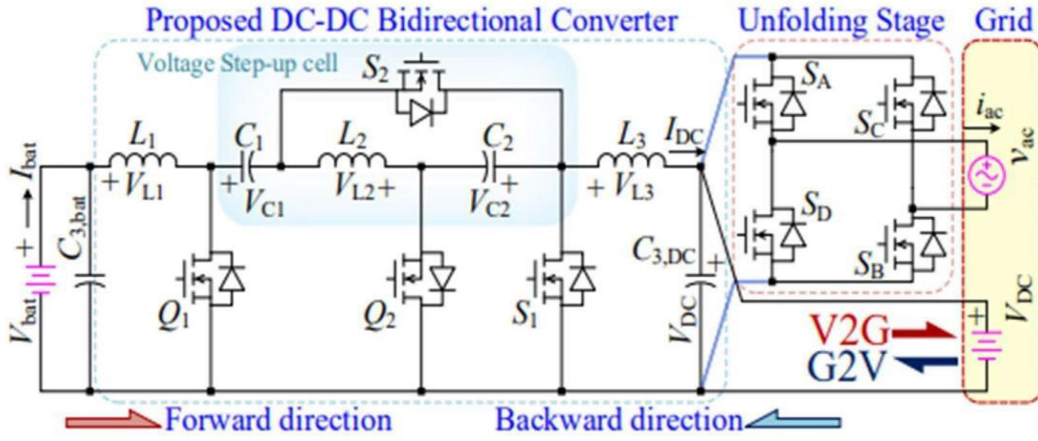 Proposed DC-DC Bidirectional Converter
Unfolding Stage
Grid
Voltage Step-up cell
S2
SA
SC
iac
L1
C1
L2
C2
L3
IDC
vac
Ibat
+ VL1
+ VC1
VL2 +
VC2 +
+ VL3
C3,bat
SD
SB
C3,DC
+
Vbat
+
Q1
Q2
S1
VDC
+
VDC
V2G
G2V
Forward direction
Backward direction